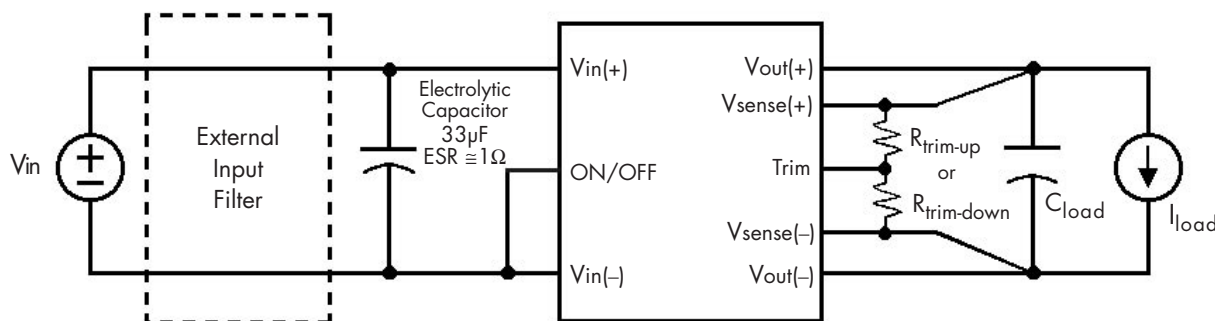 Vin
External
Input
Filter
Electrolytic
Capacitor
33µF
ESR ≅1Ω
Vin(+)
ON/OFF
Vin(–)
Vout(+)
Vsense(+)
Trim
Vsense(–)
Vout(–)
Rtrim-up
or
Rtrim-down
Cload
Iload